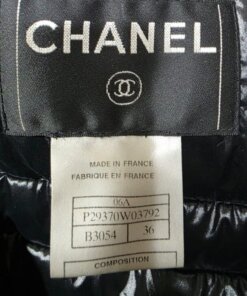 CHANEL
MADE IN FRANCE
FABRIQUE EN FRANCE
06A
P29370W03792
B3054 36
COMPOSITION